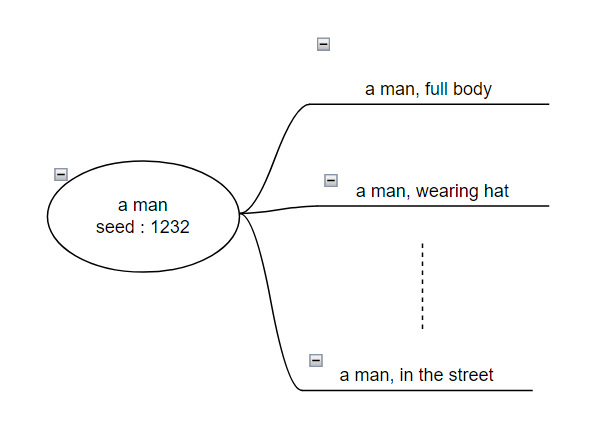 a man, full body
a man
seed : 1232
a man, wearing hat
a man, in the street